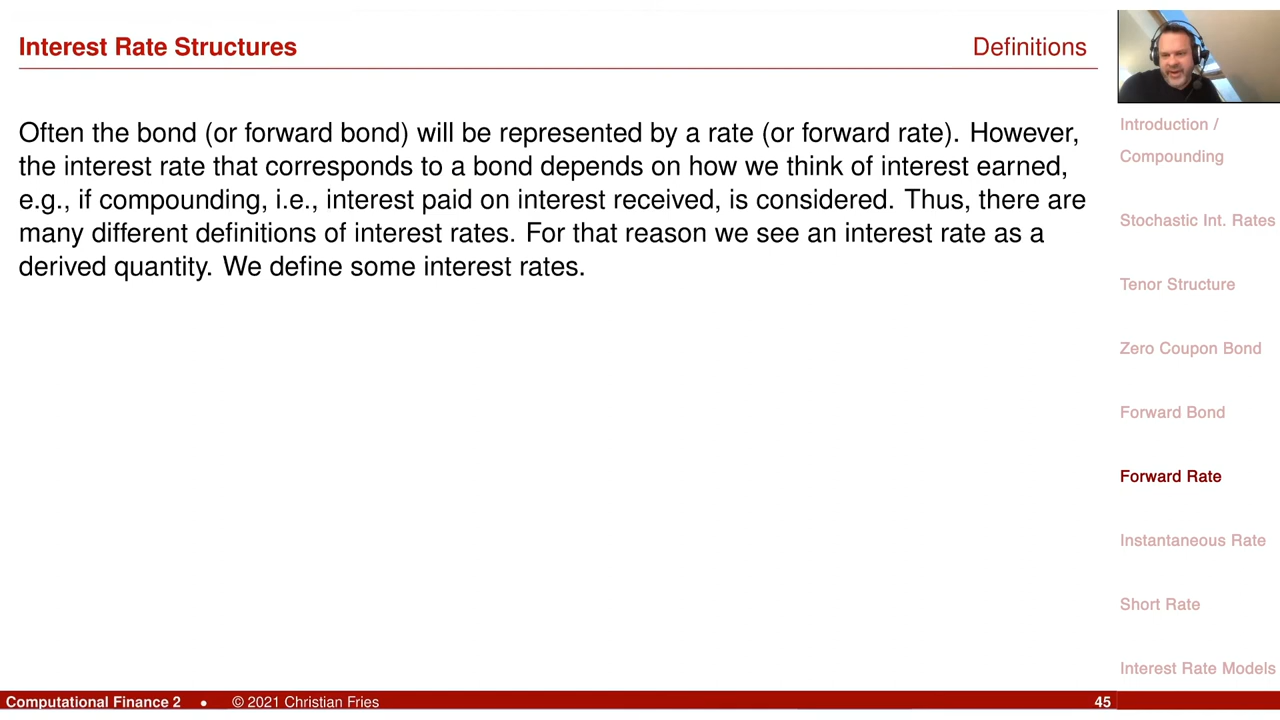 Interest Rate Structures
Definitions
Often the bond (or forward bond) will be represented by a rate (or forward rate). However,
the interest rate that corresponds to a bond depends on how we think of interest earned,
e.g., if compounding, i.e., interest paid on interest received, is considered. Thus, there are
many different definitions of interest rates. For that reason we see an interest rate as a
derived quantity. We define some interest rates.
Introduction /
Compounding
Stochastic Int. Rates
Tenor Structure
Zero Coupon Bond
Forward Bond
Forward Rate
Instantaneous Rate
Short Rate
Interest Rate Models
Computational Finance 2 • © 2021 Christian Fries
45